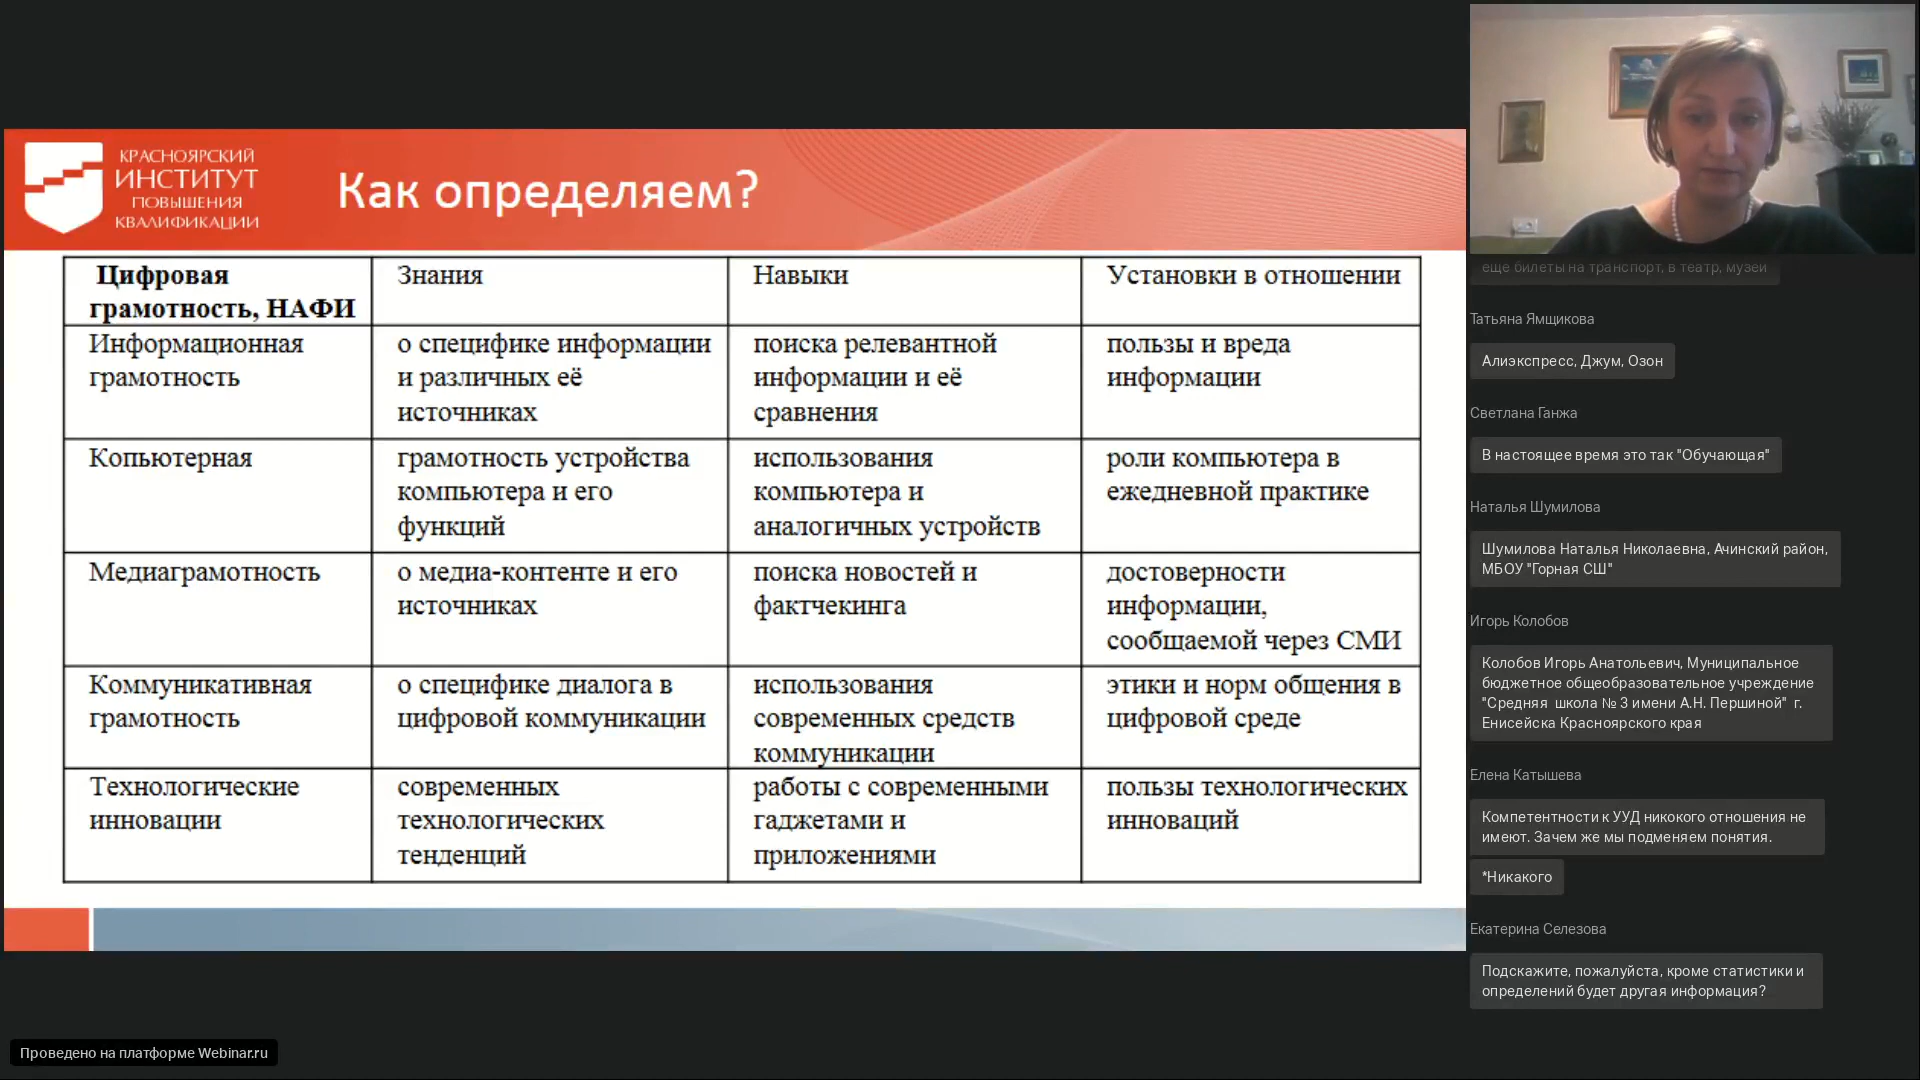 КРАСНОЯРСКИЙ
ИНСТИТУТ
ПОВЫШЕНИЯ
КВАЛИФИКАЦИИ
Как определяем?
Цифровая
грамотность, НАФИ
Знания
Навыки
Установки в отношении
Информационная
грамотность
о специфике информации
и различных её
источниках
поиска релевантной
информации и её
сравнения
пользы и вреда
информации
Копьютерная
грамотность устройства
компьютера и его
функций
использования
компьютера и
аналогичных устройств
роли компьютера в
ежедневной практике
Медиаграмотность
о медиа-контенте и его
источниках
поиска новостей и
фактчекинга
достоверности
информации,
сообщаемой через СМИ
Коммуникативная
грамотность
о специфике диалога в
цифровой коммуникации
использования
современных средств
коммуникации
этики и норм общения в
цифровой среде
Технологические
инновации
современных
технологических
тенденций
работы с современными
гаджетами и
приложениями
пользы технологических
инноваций
еще билеты на транспорт, в театр, музеи
Татьяна Ямщикова
Алиэкспресс, Джум, Озон
Светлана Ганжа
В настоящее время это так "Обучающая"
Наталья Шумилова
Шумилова Наталья Николаевна, Ачинский район,
МБОУ "Горная СШ"
Игорь Колобов
Колобов Игорь Анатольевич, Муниципальное
бюджетное общеобразовательное учреждение
"Средняя школа № 3 имени А.Н. Першиной" г.
Енисейска Красноярского края
Елена Катышева
Компетентности к УУД никокого отношения не
имеют. Зачем же мы подменяем понятия.
*Никакого
Екатерина Селезова
Подскажите, пожалуйста, кроме статистики и
определений будет другая информация?
Проведено на платформе Webinar.ru